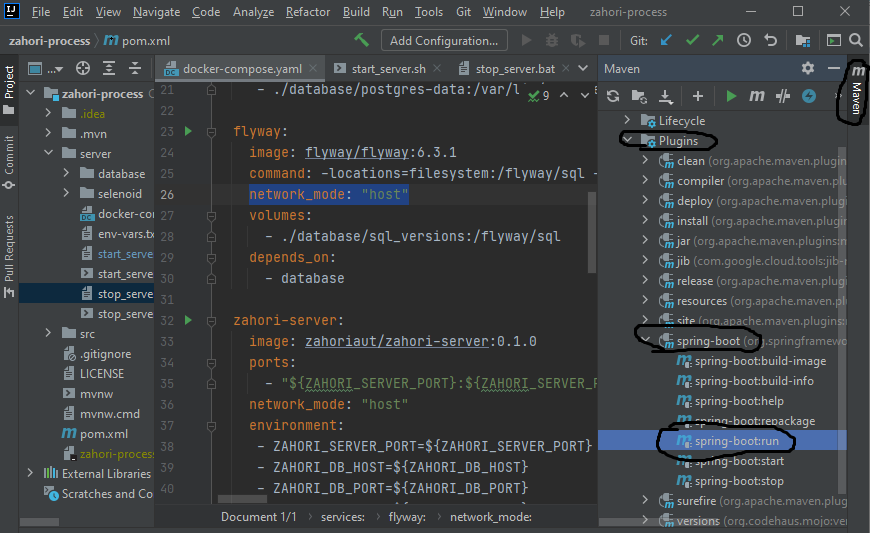 File Edit View Navigate Code Analyze Refactor Build Run Tools Git Window Help zahori-process
zahori-process pom.xml Add Configuration... Git:
Project
Commit
Pull Requests
...
zahori-process
.idea
.mvn
server
database
selenoid
docker-co
env-vars.tx
start_serve
start_serve
stop_serve
stop_serve
src
.gitignore
LICENSE
mvnw
mvnw.cmd
pom.xml
zahori-process
External Libraries
Scratches and Con
docker-compose.yaml start_server.sh stop_server.bat
9
21 - ./database/postgres-data:/var/l
22
23 flyway:
24 image: flyway/flyway:6.3.1
25 command: -locations=filesystem:/flyway/sql -
26 network_mode: "host"
27 volumes:
28 - ./database/sql_versions:/flyway/sql
29 depends_on:
30 - database
31
32 zahori-server:
33 image: zahoriaut/zahori-server:0.1.0
34 ports:
35 - "${ZAHORI_SERVER_PORT}:${ZAHORI_SERVER_P
36 network_mode: "host"
37 environment:
38 - ZAHORI_SERVER_PORT=${ZAHORI_SERVER_PORT}
39 - ZAHORI_DB_HOST=${ZAHORI_DB_HOST}
40 - ZAHORI_DB_PORT=${ZAHORI_DB_PORT}
Document 1/1 services: flyway: network_mode:
Maven
Lifecycle
Plugins
clean (org.apache.maven.plugins
compiler (org.apache.maven.plu
deploy (org.apache.maven.plugi
install (org.apache.maven.plugi
jar (org.apache.maven.plugins:m
jib (com.google.cloud.tools:jib-m
release (org.apache.maven.plugi
resources (org.apache.maven.pl
site (org.apache.maven.plugins:
spring-boot (org.springframewo
spring-boot:build-image
spring-boot:build-info
spring-boot:help
spring-boot:repackage
spring-boot:run
spring-boot:start
spring-boot:stop
surefire (org.apache.maven.plug
versions (org.codehaus.mojo:ver
Maven